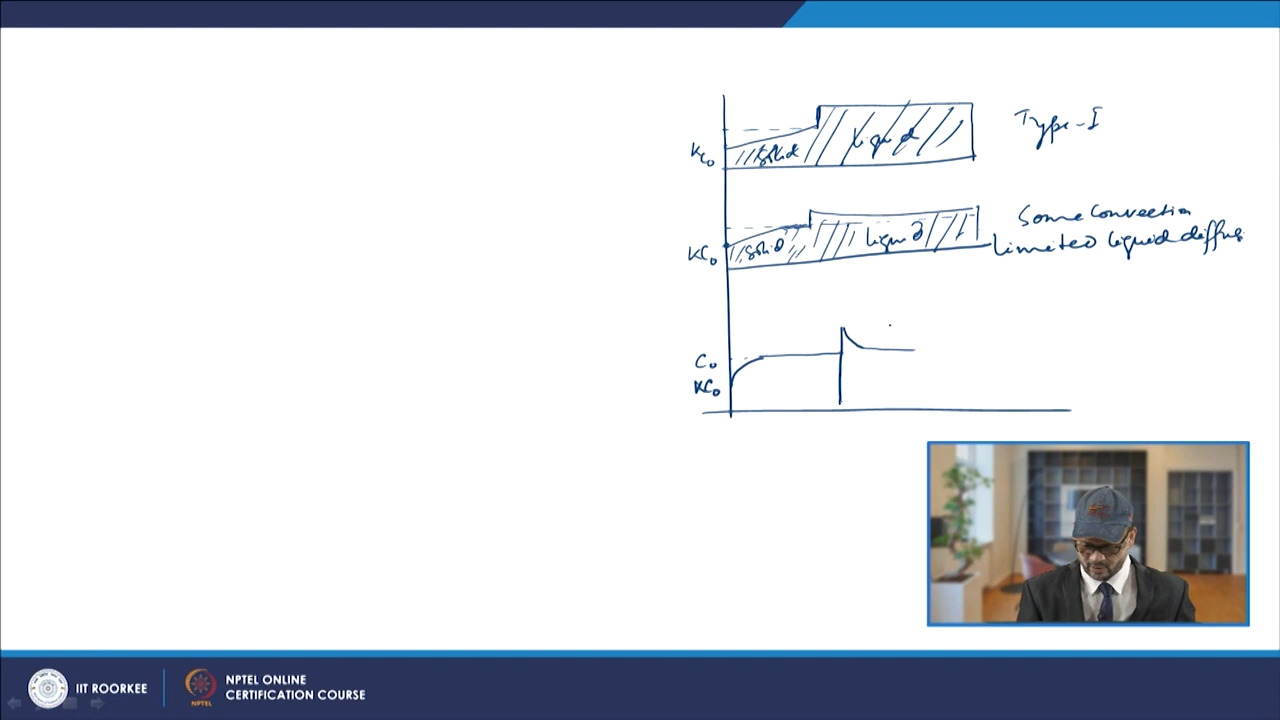 Type-I
KC₀
solid
liquid
Some Convection
limited liquid diffus
KC₀
solid
liquid
C₀
KC₀
IIT ROORKEE
NPTEL ONLINE
CERTIFICATION COURSE
NPTEL